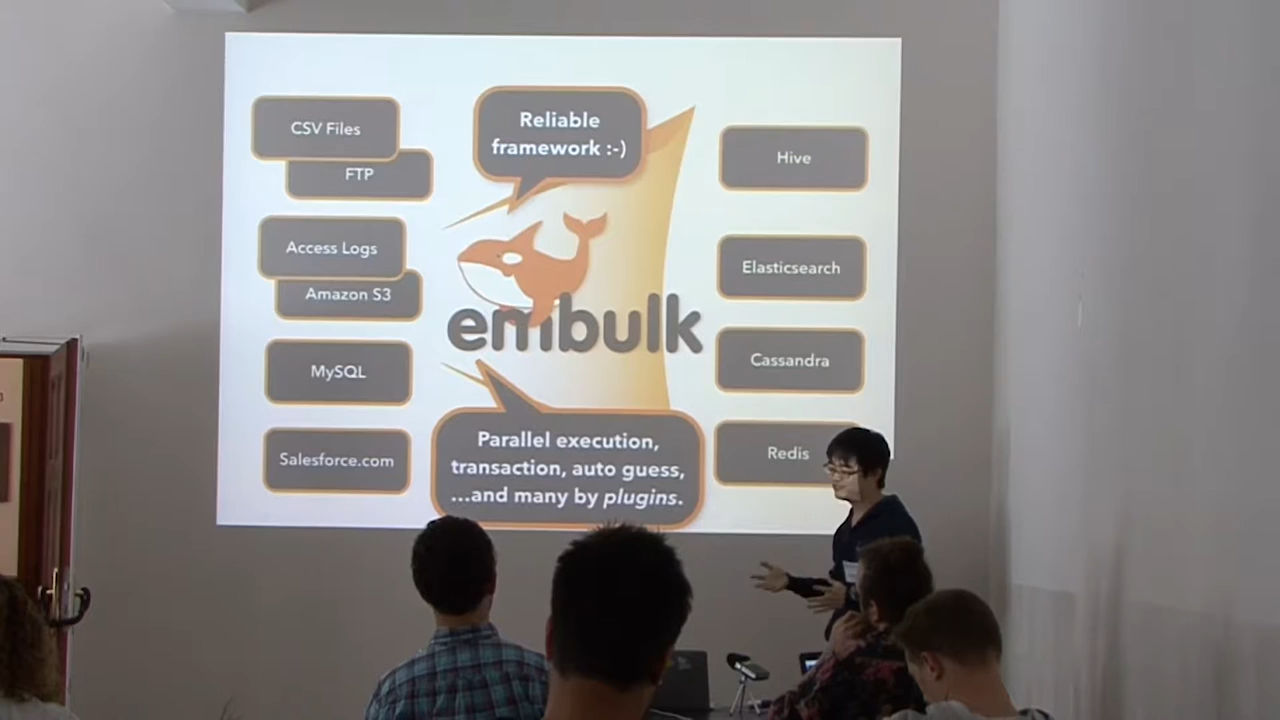 CSV Files
FTP
Access Logs
Amazon S3
MySQL
Salesforce.com
Reliable
framework :-)
embulk
Parallel execution,
transaction, auto guess,
...and many by plugins.
Hive
Elasticsearch
Cassandra
Redis